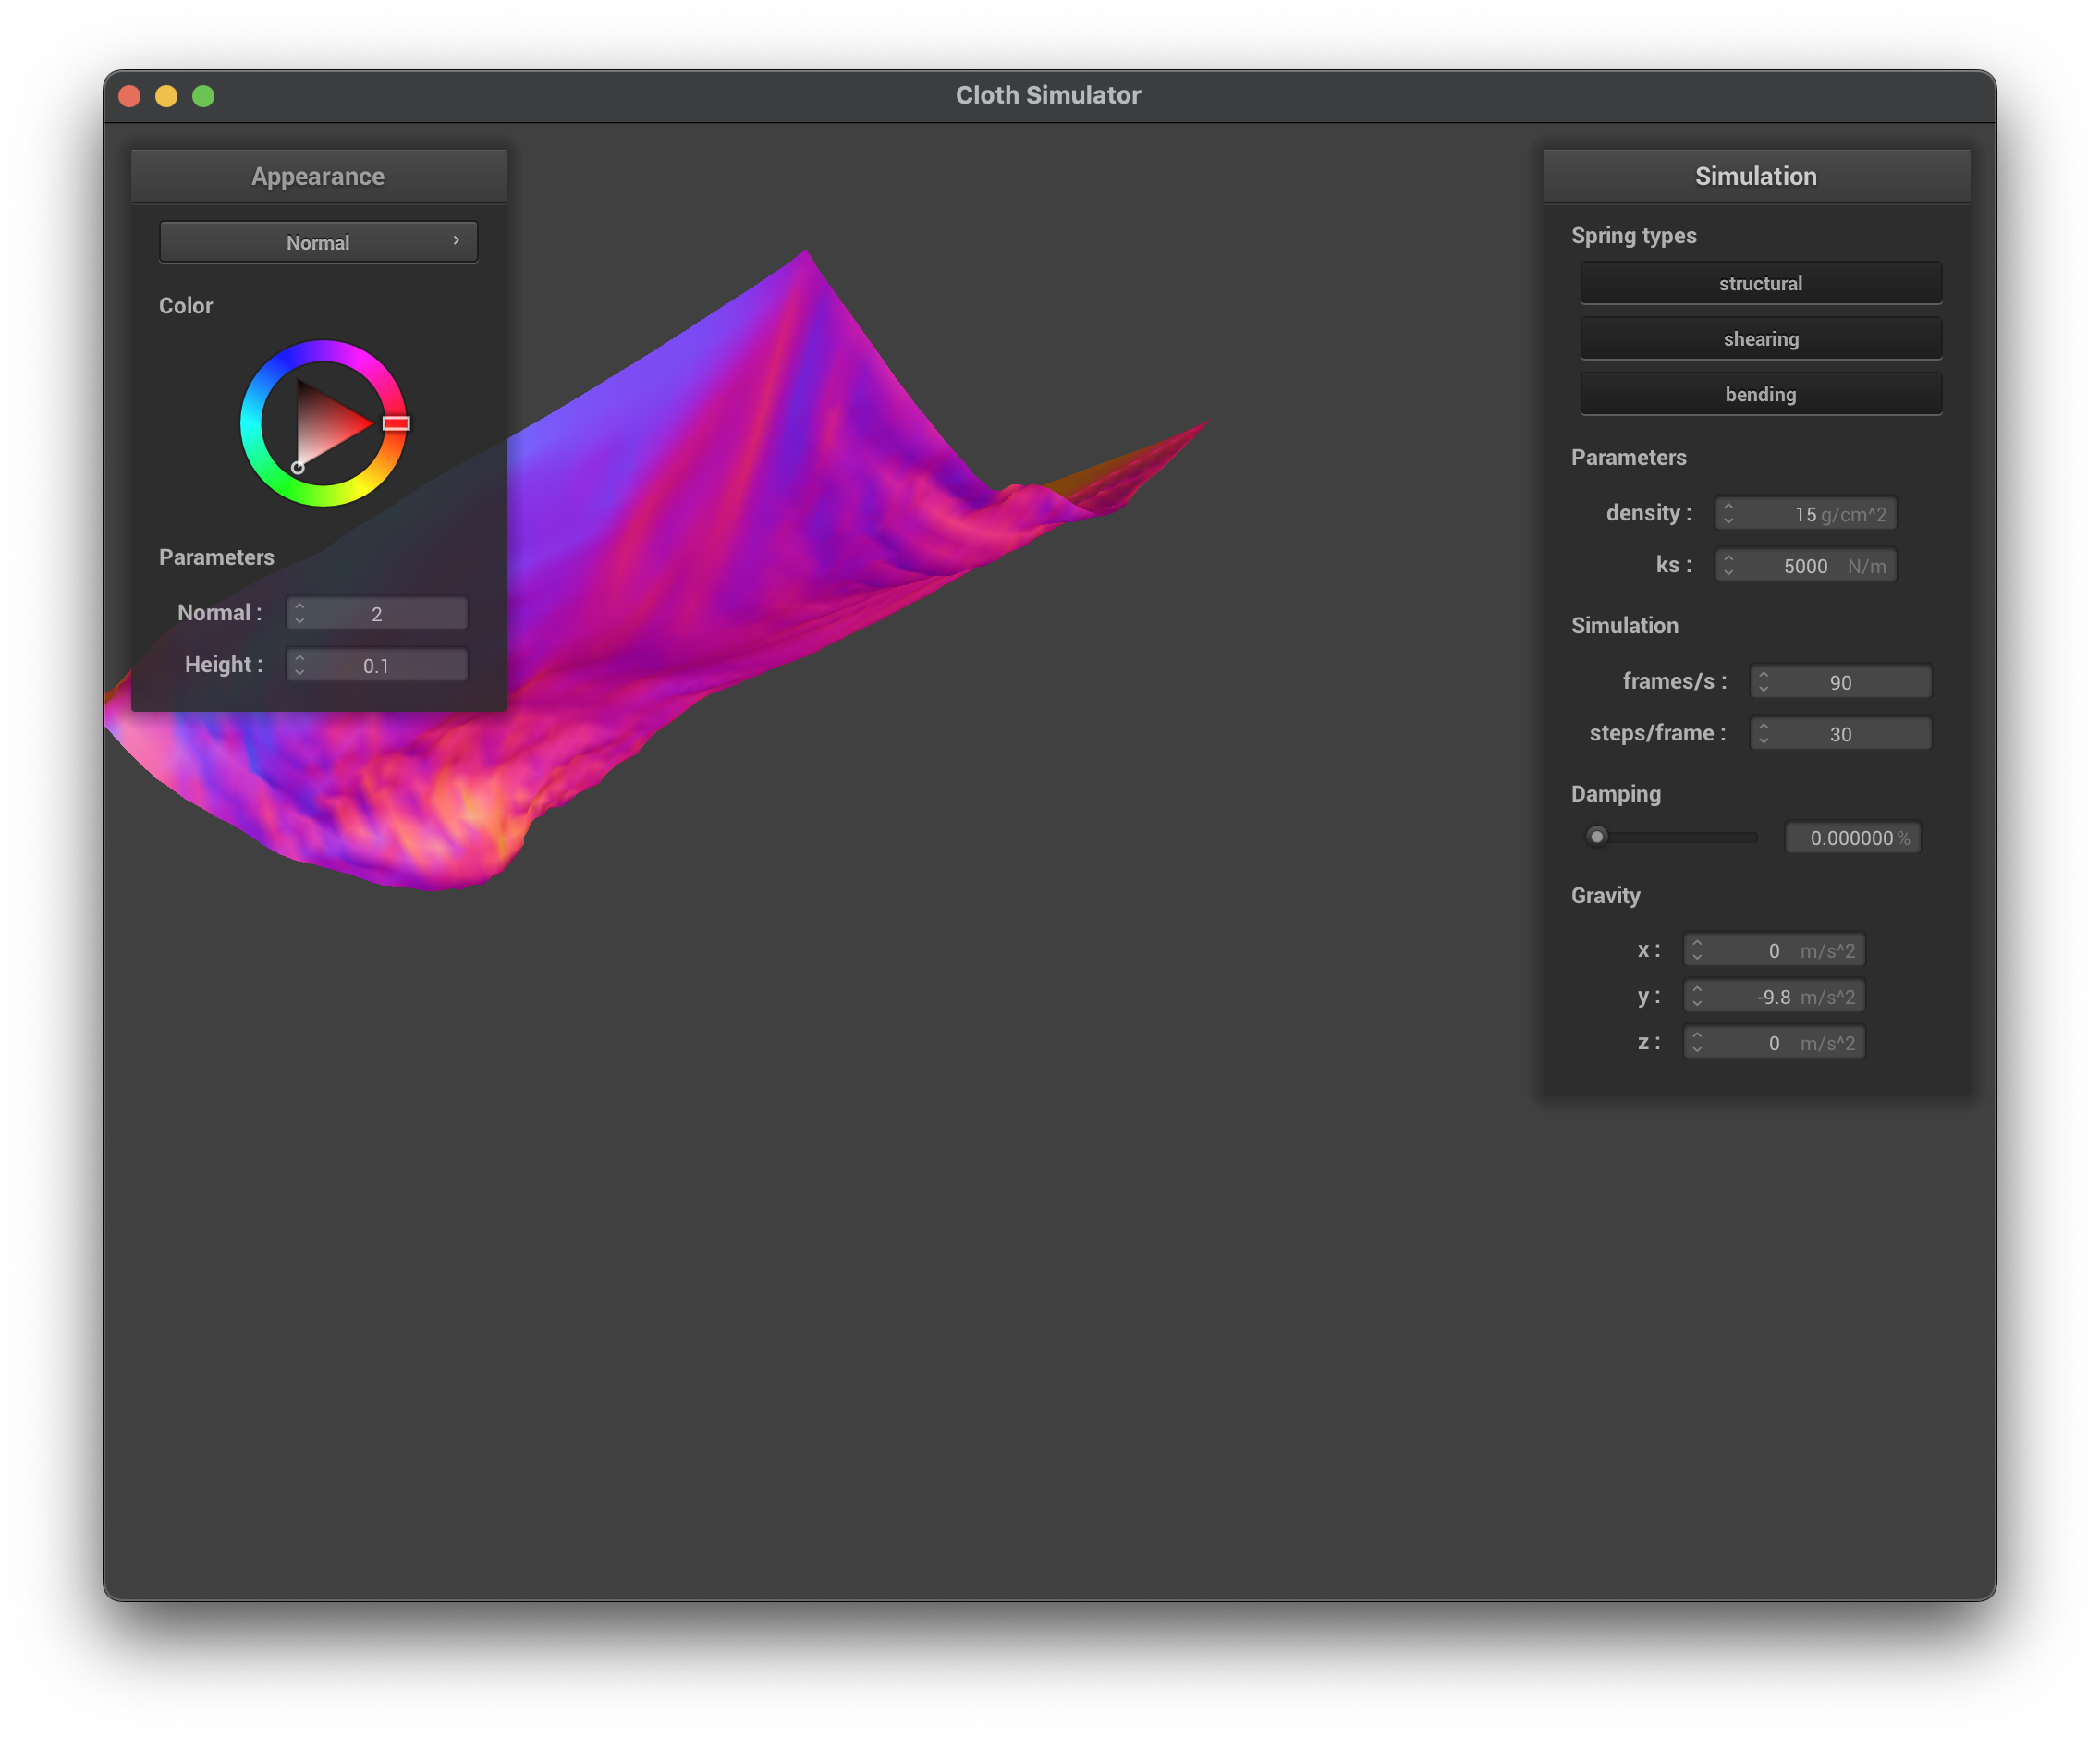 Cloth Simulator
Appearance
Normal
Color
Parameters
Normal : 2
Height : 0.1
Simulation
Spring types
structural
shearing
bending
Parameters
density : 15 g/cm^2
ks : 5000 N/m
Simulation
frames/s : 90
steps/frame : 30
Damping
0.000000 %
Gravity
x : 0 m/s^2
y : -9.8 m/s^2
z : 0 m/s^2